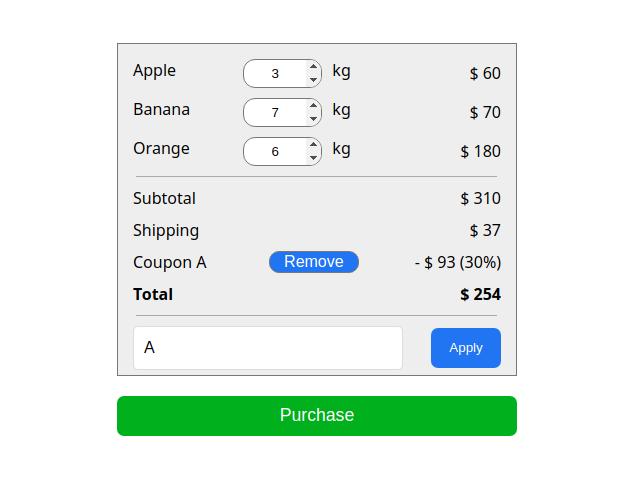 Apple 3 kg $ 60
Banana 7 kg $ 70
Orange 6 kg $ 180
Subtotal $ 310
Shipping $ 37
Coupon A Remove - $ 93 (30%)
Total $ 254
A Apply
Purchase